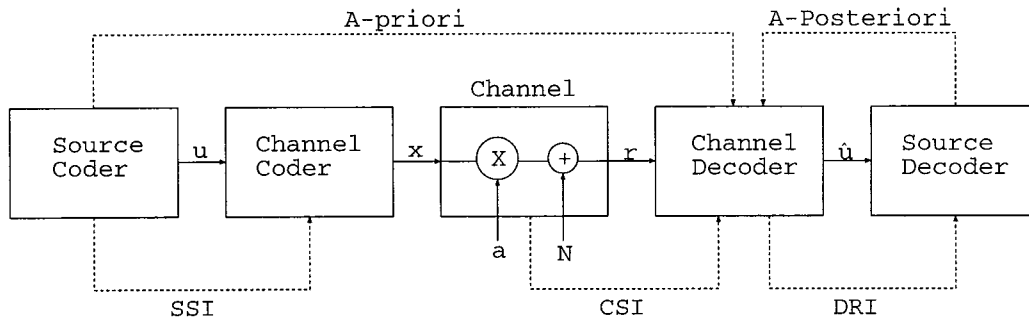 A-priori
A-Posteriori
Channel
Source
Coder
u
Channel
Coder
x
X
+
r
Channel
Decoder
û
Source
Decoder
a
N
SSI
CSI
DRI